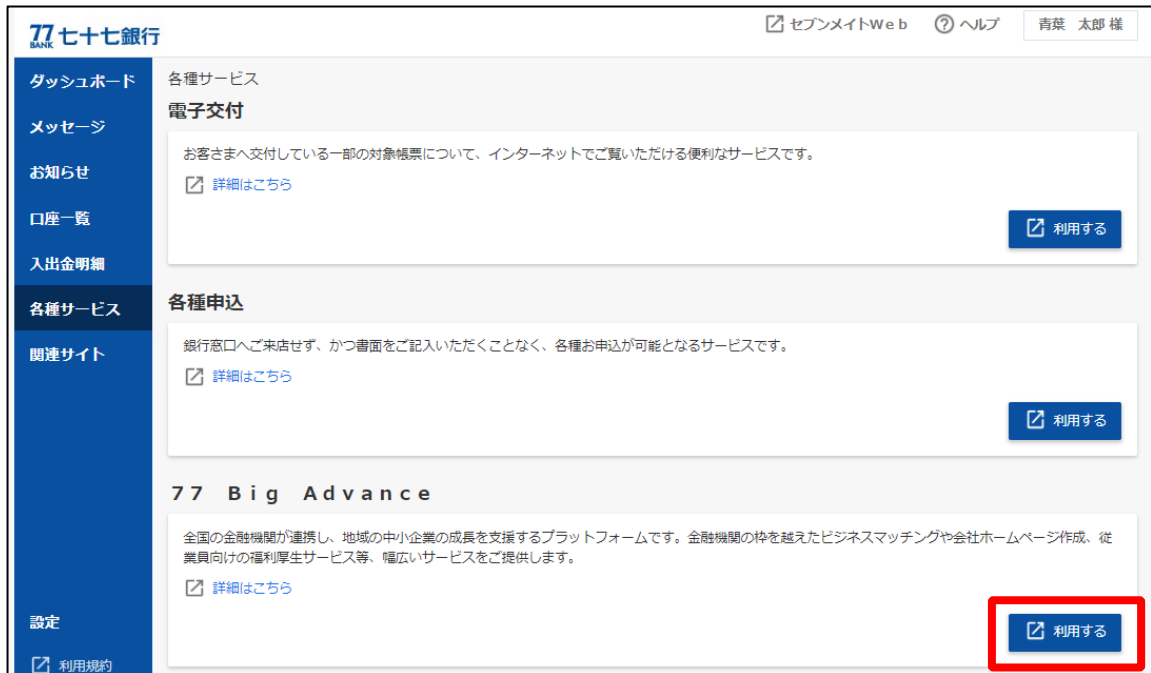 77 BANK 七十七銀行
セブンメイトWeb ヘルプ 青葉 太郎 様
ダッシュボード
メッセージ
お知らせ
口座一覧
入出金明細
各種サービス
関連サイト
設定
利用規約
各種サービス
電子交付
お客さまへ交付している一部の対象帳票について、インターネットでご覧いただける便利なサービスです。
詳細はこちら
利用する
各種申込
銀行窓口へご来店せず、かつ書面をご記入いただくことなく、各種お申込が可能となるサービスです。
詳細はこちら
利用する
77 Big Advance
全国の金融機関が連携し、地域の中小企業の成長を支援するプラットフォームです。金融機関の枠を越えたビジネスマッチングや会社ホームページ作成、従
業員向けの福利厚生サービス等、幅広いサービスをご提供します。
詳細はこちら
利用する